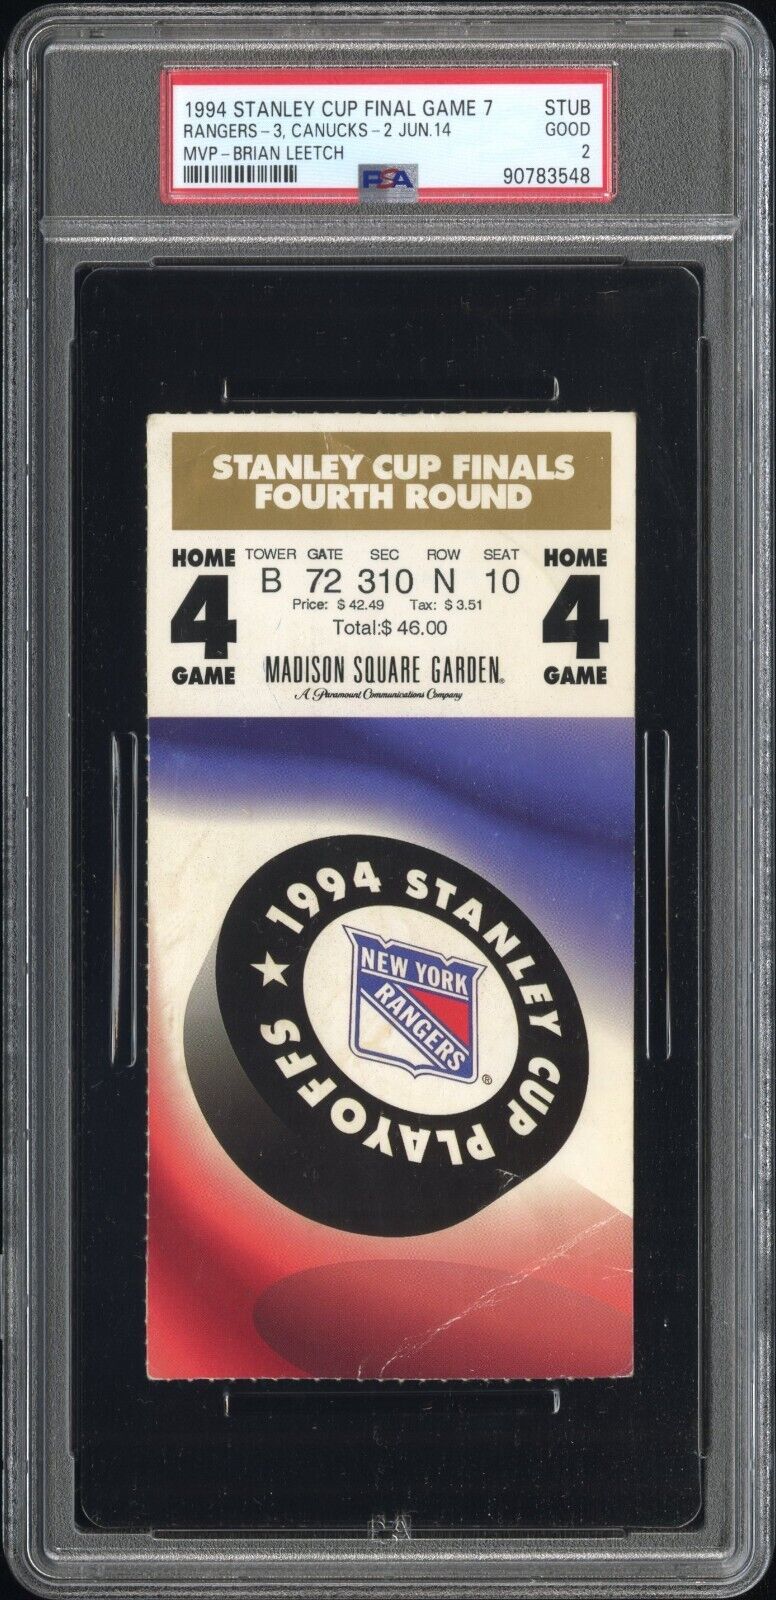 1994 STANLEY CUP FINAL GAME 7 STUB
RANGERS-3, CANUCKS-2 JUN.14 GOOD
MVP-BRIAN LEETCH 2
PSA 90783548
STANLEY CUP FINALS
FOURTH ROUND
HOME 4 GAME
TOWER GATE SEC ROW SEAT
B 72 310 N 10
Price: $ 42.49 Tax: $ 3.51
Total:$ 46.00
MADISON SQUARE GARDEN®
A Paramount Communications Company
HOME 4 GAME
1994 STANLEY CUP PLAYOFFS
NEW YORK
RANGERS
®
PSA